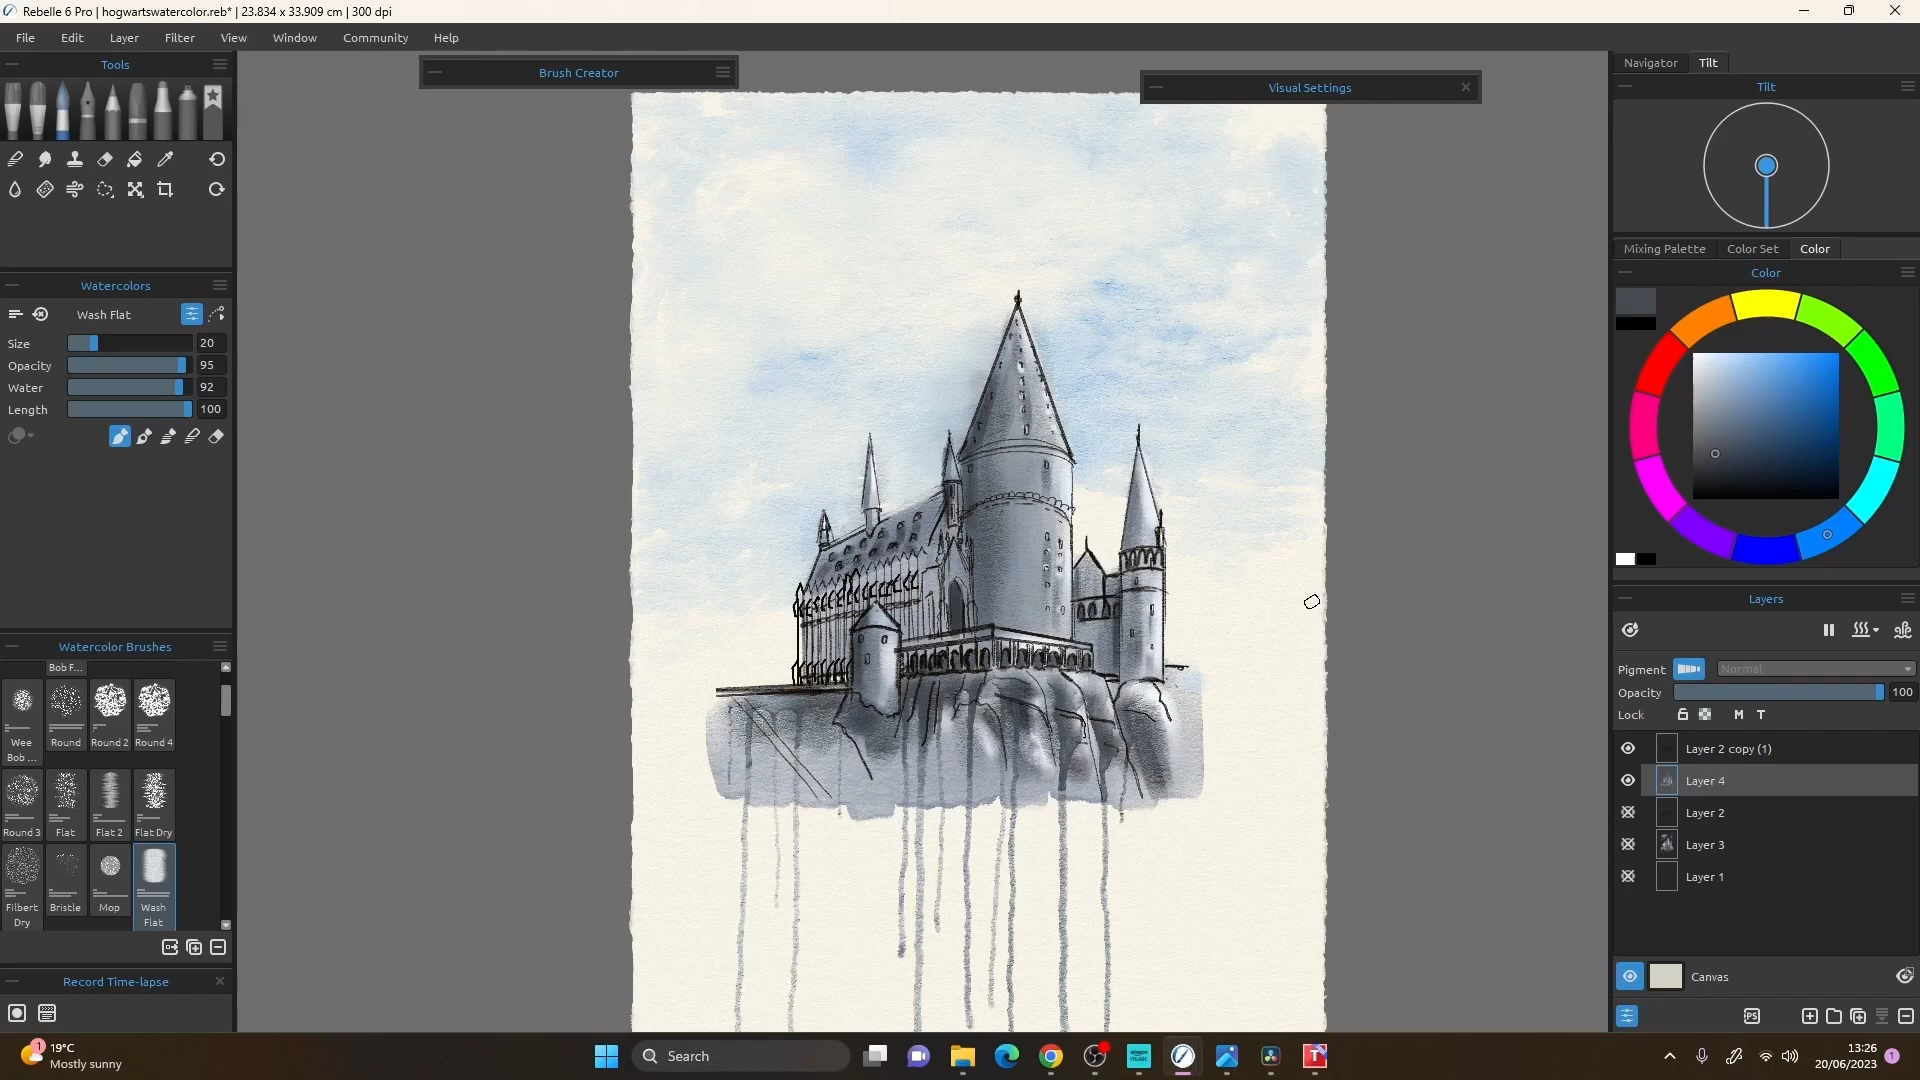 Rebelle 6 Pro | hogwartswatercolor.reb* | 23.834 x 33.909 cm | 300 dpi
File Edit Layer Filter View Window Community Help
Tools
Brush Creator
Visual Settings
Navigator Tilt
Tilt
Mixing Palette Color Set Color
Color
Watercolors
Wash Flat
Size 20
Opacity 95
Water 92
Length 100
Watercolor Brushes
Bob F...
Wee Bob ...
Round
Round 2
Round 4
Round 3
Flat
Flat 2
Flat Dry
Filbert Dry
Bristle
Mop
Wash Flat
Record Time-lapse
Layers
Pigment Normal
Opacity 100
Lock M T
Layer 2 copy (1)
Layer 4
Layer 2
Layer 3
Layer 1
Canvas
PS
1
19°C
Mostly sunny
Search
amazon music
T
13:26
20/06/2023
1